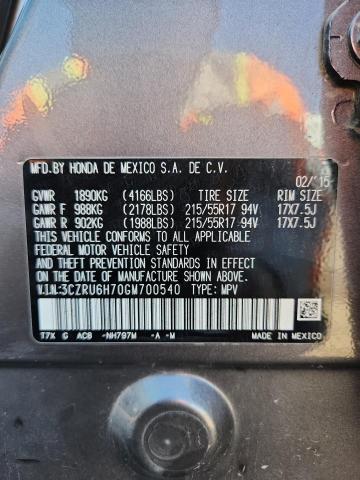 MFD.BY HONDA DE MEXICO S.A. DE C.V.
02/'15
GVWR 1890KG (4166LBS) TIRE SIZE RIM SIZE
GAWR F 988KG (2178LBS) 215/55R17 94V 17X7.5J
GAWR R 902KG (1988LBS) 215/55R17 94V 17X7.5J
THIS VEHICLE CONFORMS TO ALL APPLICABLE
FEDERAL MOTOR VEHICLE SAFETY
AND THEFT PREVENTION STANDARDS IN EFFECT
ON THE DATE OF MANUFACTURE SHOWN ABOVE.
V.I.N:3CZRU6H70GM700540 TYPE: MPV
T7X G AC8 -NH797M -A -M
MADE IN MEXICO